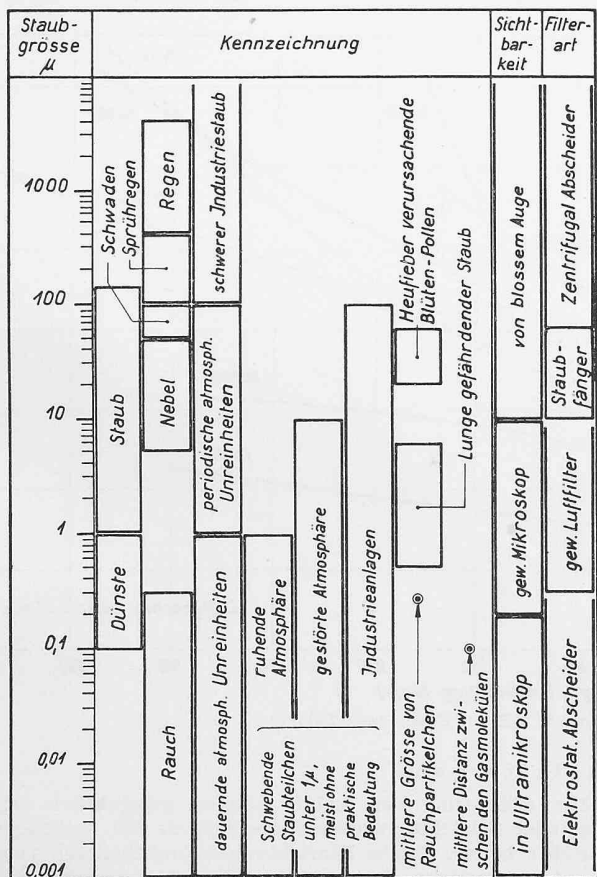 Staub-
grösse
μ
Kennzeichnung
Sicht-
bar-
keit
Filter-
art
1000
100
10
1
0,1
0,01
0,001
Staub
Dünste
Schwaden
Sprühregen
Regen
Nebel
Rauch
schwerer Industriestaub
periodische atmosph.
Unreinheiten
dauernde atmosph. Unreinheiten
ruhende
Atmosphäre
gestörte Atmosphäre
Industrieanlagen
Schwebende
Staubteilchen
unter 1μ,
meist ohne
praktische
Bedeutung
Heufieber verursachende
Blüten-Pollen
Lunge gefährdender Staub
mittlere Grösse von
Rauchpartikelchen
mittlere Distanz zwi-
schen den Gasmolekülen
von blossem Auge
gew. Mikroskop
in Ultramikroskop
Zentrifugal Abscheider
Staub-
fänger
gew. Luftfilter
Elektrostat. Abscheider